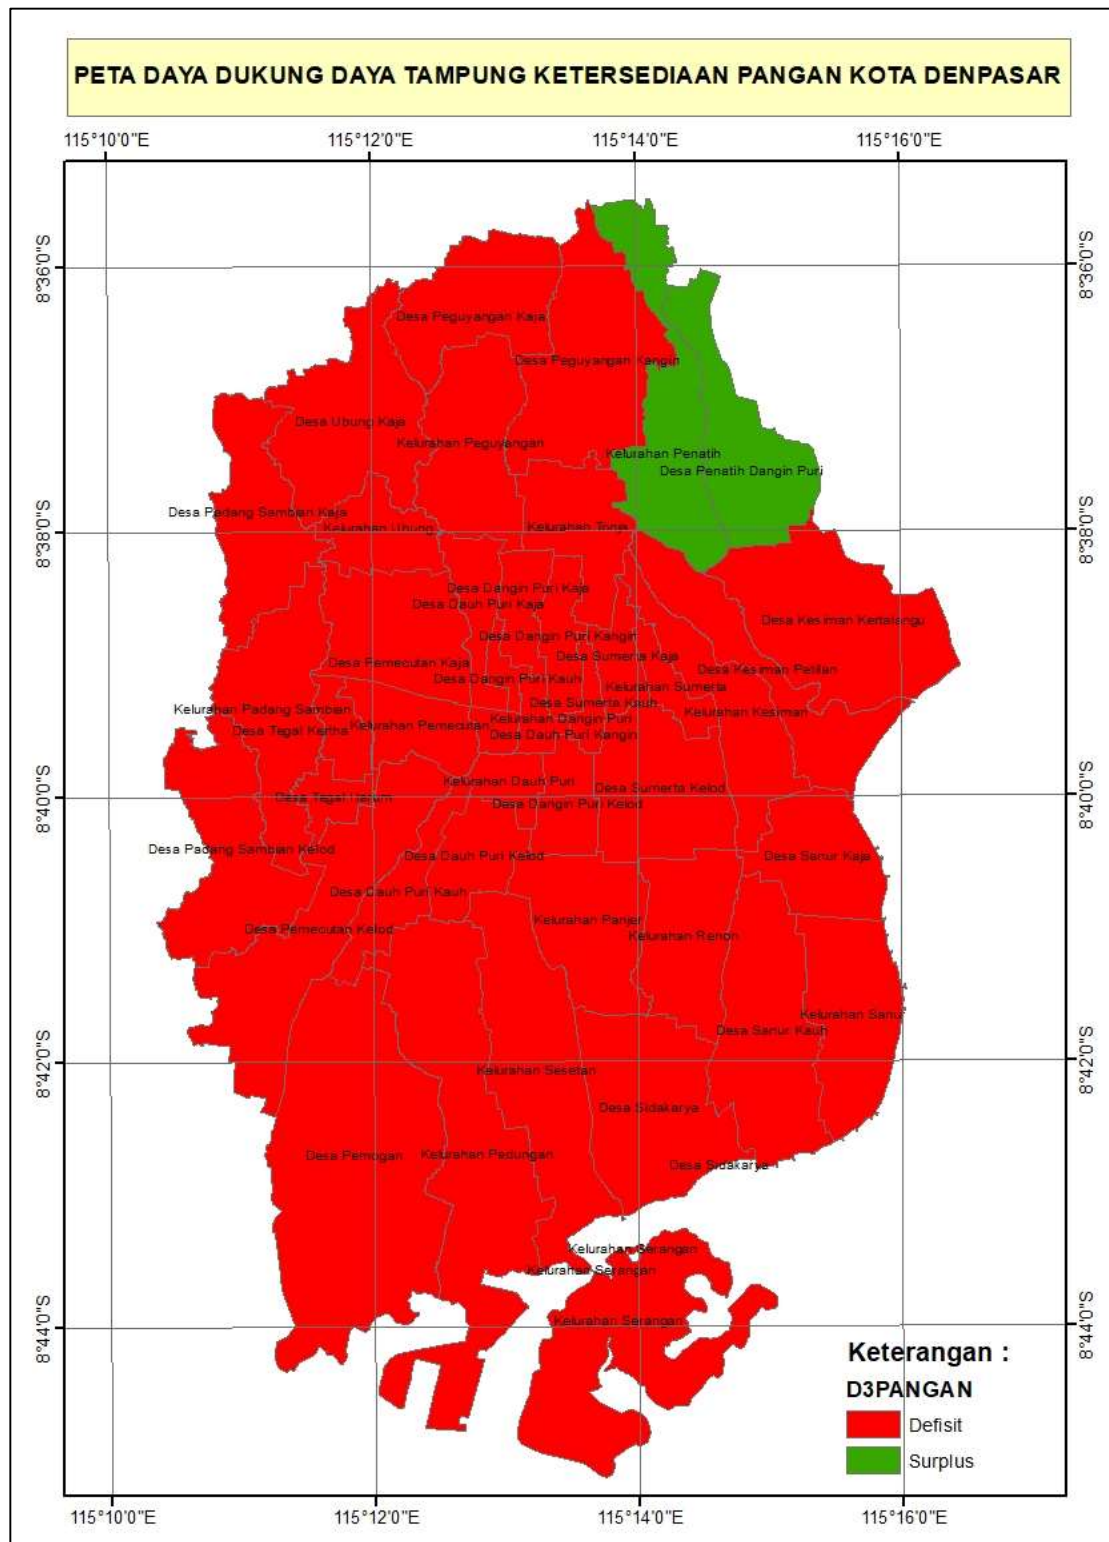 PETA DAYA DUKUNG DAYA TAMPUNG KETERSEDIAAN PANGAN KOTA DENPASAR
115°10'0"E 115°12'0"E 115°14'0"E 115°16'0"E
8°36'0"S 8°36'0"S
Desa Peguyangan Kaja
Desa Peguyangan Kangin
Desa Ubung Kaja
Kelurahan Peguyangan
Kelurahan Penatih
Desa Penatih Dangin Puri
Desa Padang Sambian Kaja
Kelurahan Ubung
Kelurahan Tonja
8°38'0"S 8°38'0"S
Desa Dangin Puri Kaja
Desa Dauh Puri Kaja
Desa Kesiman Kertalangu
Desa Dangin Puri Kangin
Desa Sumerta Kaja
Desa Pemecutan Kaja
Desa Kesiman Petilan
Desa Dangin Puri Kauh
Kelurahan Sumerta
Desa Sumerta Kauh
Kelurahan Padang Sambian
Kelurahan Kesiman
Kelurahan Dangin Puri
Kelurahan Pemecutan
Desa Tegal Kertha
Desa Dauh Puri Kangin
Kelurahan Dauh Puri
Desa Sumerta Kelod
Desa Tegal Harum
Desa Dangin Puri Kelod
8°40'0"S 8°40'0"S
Desa Padang Sambian Kelod
Desa Dauh Puri Kelod
Desa Sanur Kaja
Desa Dauh Puri Kauh
Kelurahan Panjer
Desa Pemecutan Kelod
Kelurahan Renon
Kelurahan Sanur
Desa Sanur Kauh
8°42'0"S 8°42'0"S
Kelurahan Sesetan
Desa Sidakarya
Desa Pemogan
Kelurahan Pedungan
Desa Sidakarya
Kelurahan Serangan
Kelurahan Serangan
Kelurahan Serangan
8°44'0"S 8°44'0"S
Keterangan :
D3PANGAN
Defisit
Surplus
115°10'0"E 115°12'0"E 115°14'0"E 115°16'0"E